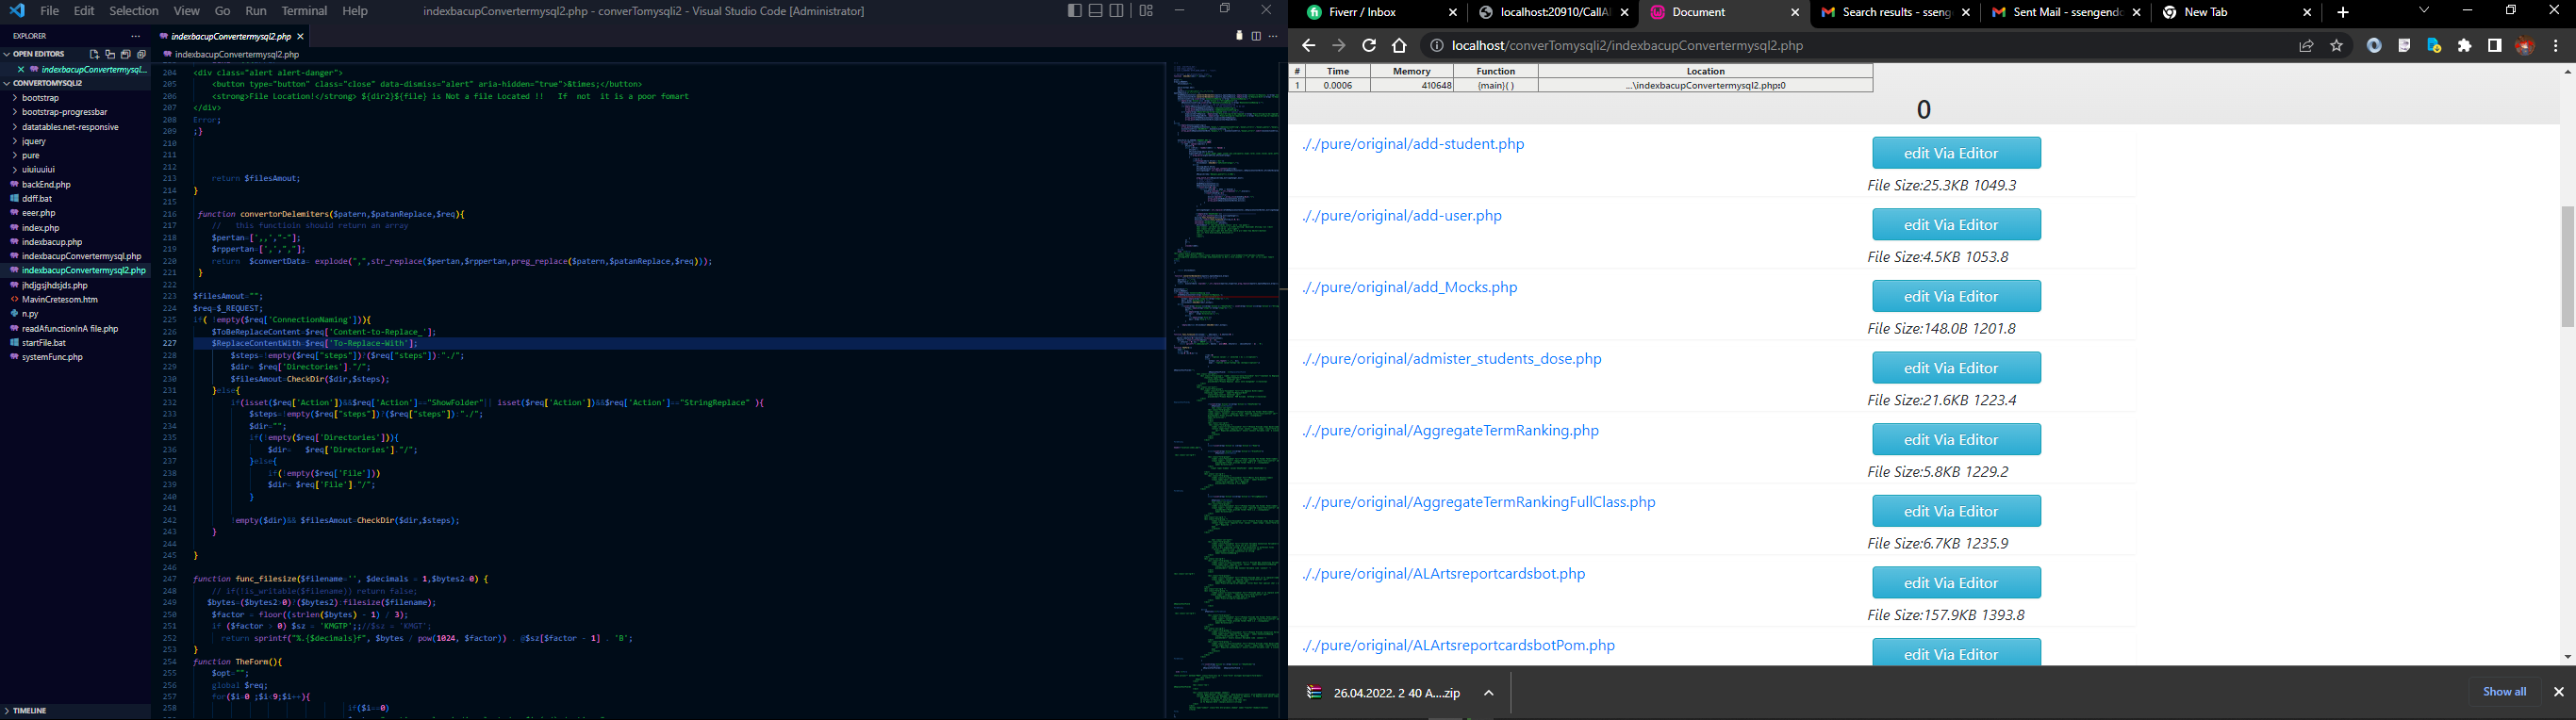 File Edit Selection View Go Run Terminal Help
indexbacupConvertermysql2.php - converTomysqli2 - Visual Studio Code [Administrator]
EXPLORER
OPEN EDITORS
indexbacupConvertermysql...
CONVERTOMYSQLI2
bootstrap
bootstrap-progressbar
datatables.net-responsive
jquery
pure
uiuiuuiui
backEnd.php
ddff.bat
eeer.php
index.php
indexbacup.php
indexbacupConvertermysql.php
indexbacupConvertermysql2.php
jhdjgsjhdsjds.php
MavinCretesom.htm
n.py
readAfunctionInA file.php
startFile.bat
systemFunc.php
TIMELINE
indexbacupConvertermysql2.php
indexbacupConvertermysql2.php
204 <div class="alert alert-danger">
205 <button type="button" class="close" data-dismiss="alert" aria-hidden="true">&times;</button>
206 <strong>File Location!</strong> ${dir2}${file} is Not a file Located !! If not it is a poor fomart
207 </div>
208 Error;
209 ;}
210
211
212
213 return $filesAmout;
214 }
215
216 function convertorDelemiters($patern,$patanReplace,$req){
217 // this functioin should return an array
218 $pertan=[',,',"-"];
219 $rppertan=[',',","];
220 return $convertData= explode(",",str_replace($pertan,$rppertan,preg_replace($patern,$patanReplace,$req)));
221 }
222
223 $filesAmout="";
224 $req=$_REQUEST;
225 if( !empty($req['ConnectionNaming'])){
226 $ToBeReplaceContent=$req['Content-to-Replace_'];
227 $ReplaceContentWith=$req['To-Replace-With'];
228 $steps=!empty($req["steps"])?($req["steps"]):"./";
229 $dir= $req['Directories']."/";
230 $filesAmout=CheckDir($dir,$steps);
231 }else{
232 if(isset($req['Action'])&&$req['Action']=="ShowFolder"|| isset($req['Action'])&&$req['Action']=="StringReplace" ){
233 $steps=!empty($req["steps"])?($req["steps"]):"./";
234 $dir="";
235 if(!empty($req['Directories'])){
236 $dir= $req['Directories']."/";
237 }else{
238 if(!empty($req['File']))
239 $dir= $req['File']."/";
240 }
241
242 !empty($dir)&& $filesAmout=CheckDir($dir,$steps);
243 }
244
245 }
246
247 function func_filesize($filename='', $decimals = 1,$bytes2=0) {
248 // if(!is_writable($filename)) return false;
249 $bytes=($bytes2>0)?($bytes2):filesize($filename);
250 $factor = floor((strlen($bytes) - 1) / 3);
251 if ($factor > 0) $sz = 'KMGTP';;//$sz = 'KMGT';
252 return sprintf("%.{$decimals}f", $bytes / pow(1024, $factor)) . @$sz[$factor - 1] . 'B';
253 }
254 function TheForm(){
255 $opt="";
256 global $req;
257 for($i=0 ;$i<9;$i++){
258 if($i==0)
Fiverr / Inbox
localhost:20910/CallAI
Document
Search results - sseng
Sent Mail - ssengendo
New Tab
localhost/converTomysqli2/indexbacupConvertermysql2.php
# Time Memory Function Location
1 0.0006 410648 {main}( ) ...\indexbacupConvertermysql2.php:0
0
././pure/original/add-student.php
edit Via Editor
File Size:25.3KB 1049.3
././pure/original/add-user.php
edit Via Editor
File Size:4.5KB 1053.8
././pure/original/add_Mocks.php
edit Via Editor
File Size:148.0B 1201.8
././pure/original/admister_students_dose.php
edit Via Editor
File Size:21.6KB 1223.4
././pure/original/AggregateTermRanking.php
edit Via Editor
File Size:5.8KB 1229.2
././pure/original/AggregateTermRankingFullClass.php
edit Via Editor
File Size:6.7KB 1235.9
././pure/original/ALArtsreportcardsbot.php
edit Via Editor
File Size:157.9KB 1393.8
././pure/original/ALArtsreportcardsbotPom.php
edit Via Editor
26.04.2022. 2 40 A....zip
Show all